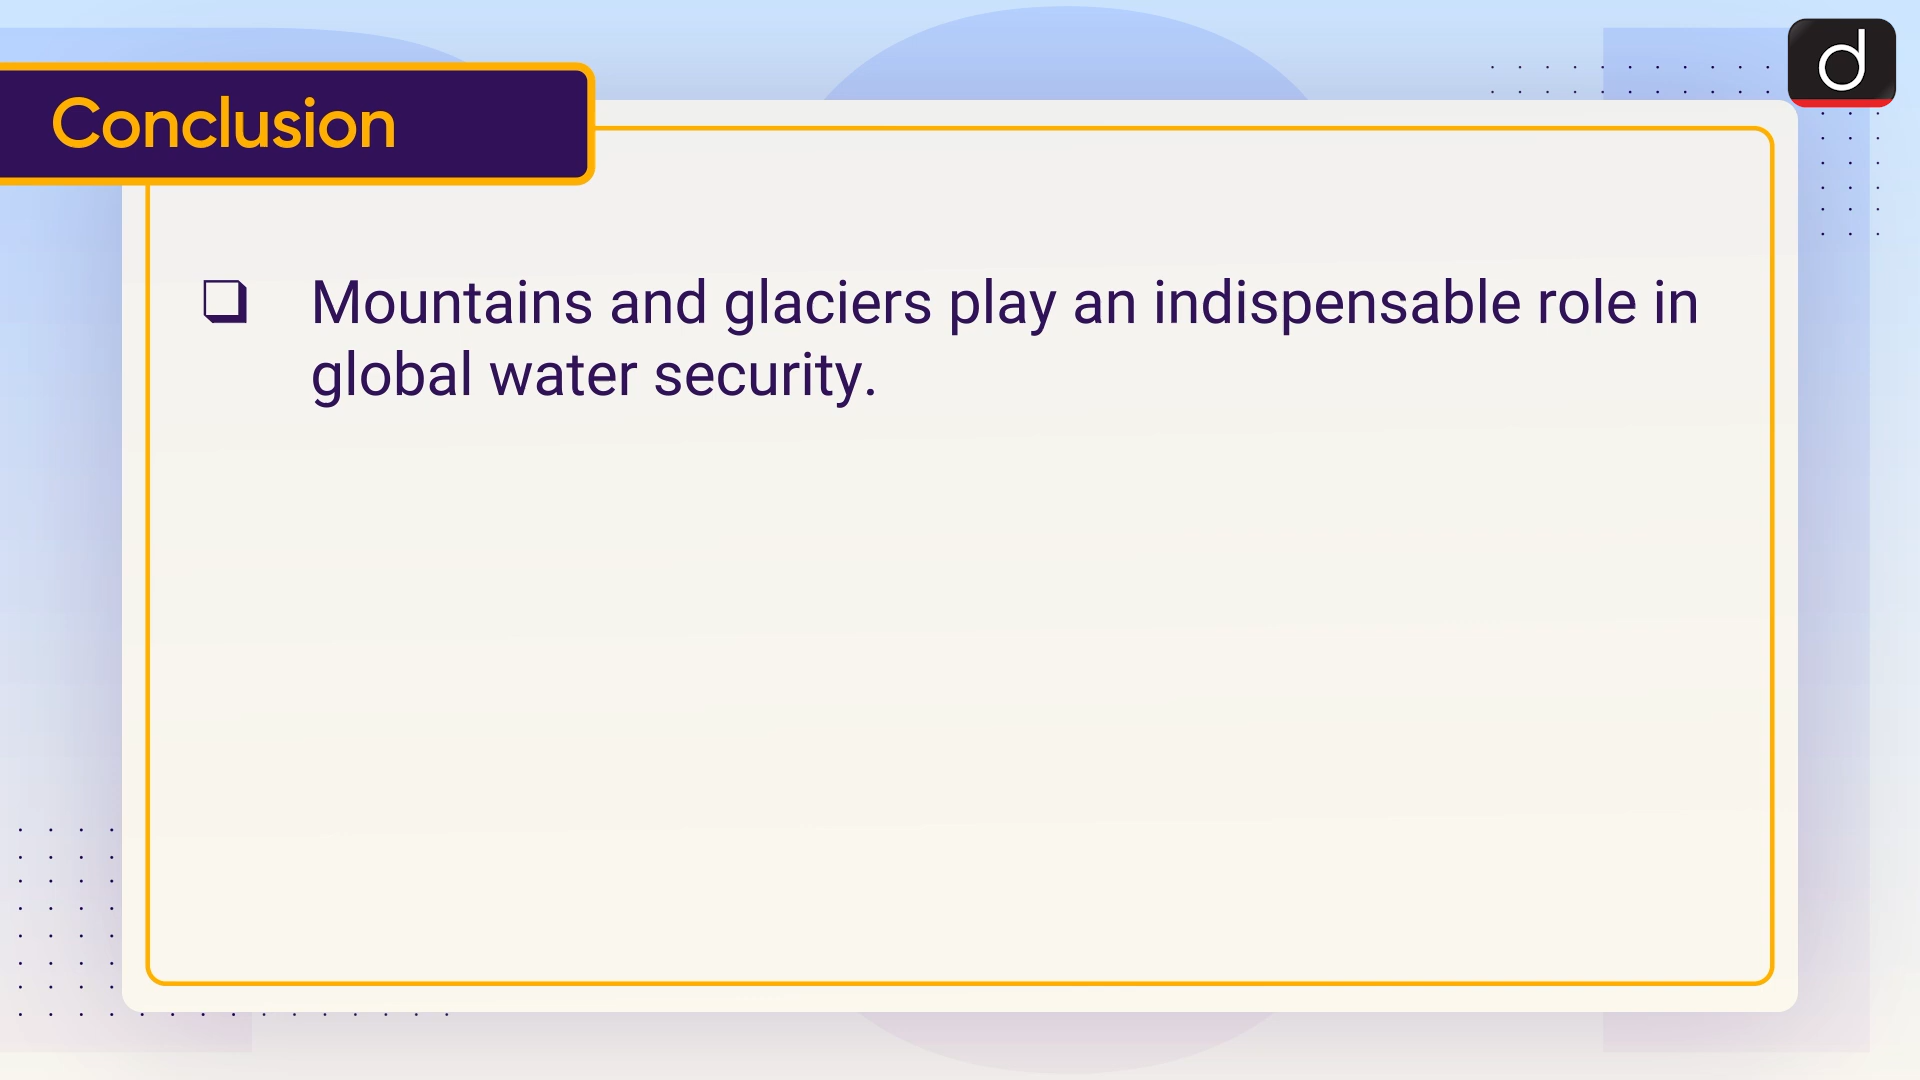 d
Conclusion
❑ Mountains and glaciers play an indispensable role in
global water security.